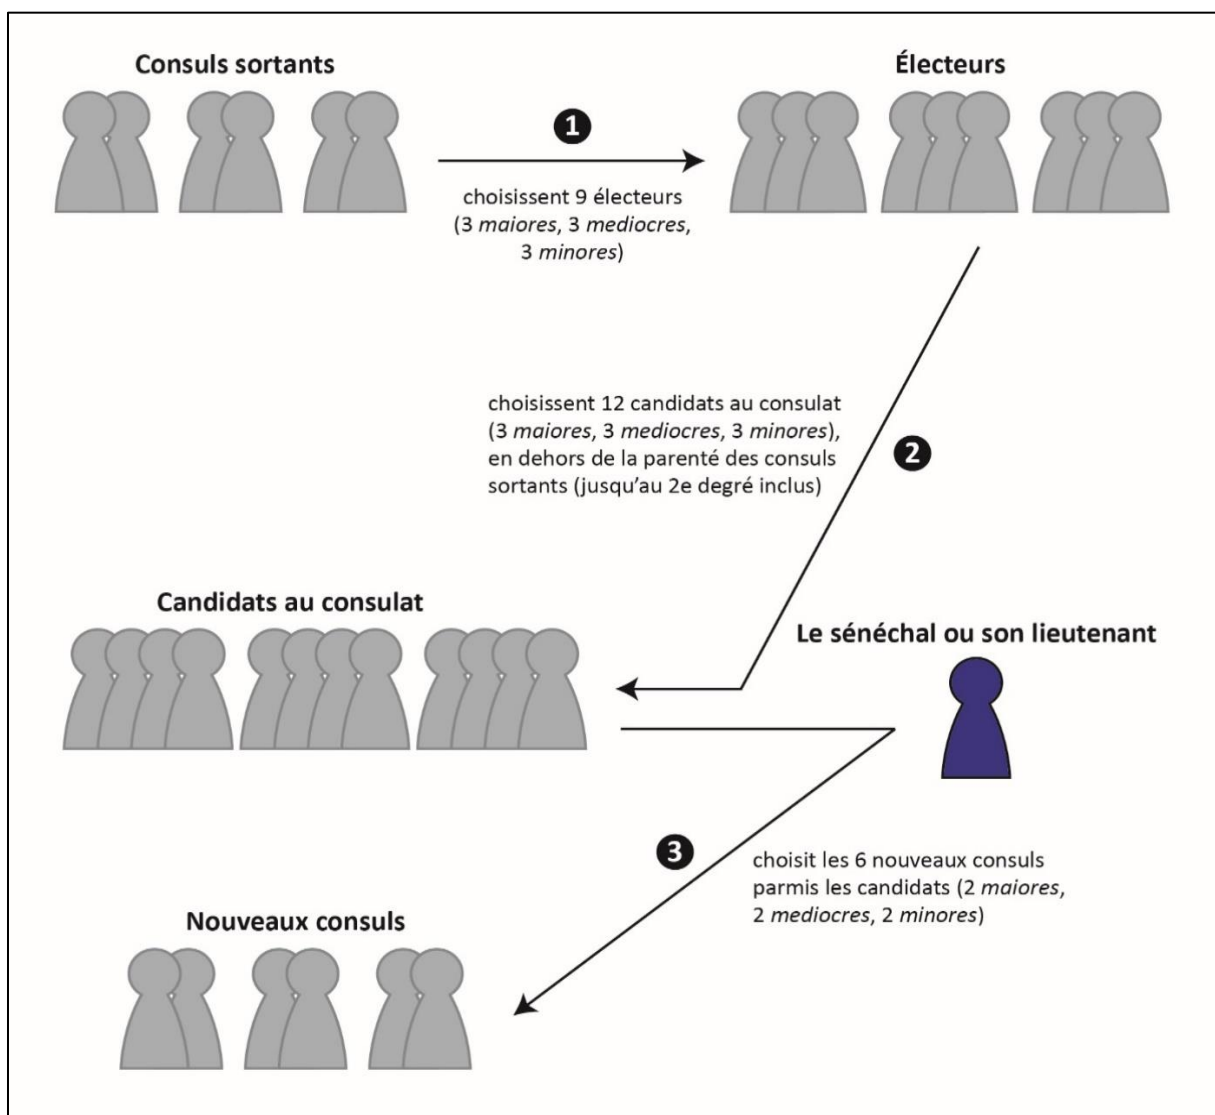 Consuls sortants
Électeurs
1
choisissent 9 électeurs
(3 maiores, 3 mediocres,
3 minores)
choisissent 12 candidats au consulat
(3 maiores, 3 mediocres, 3 minores),
en dehors de la parenté des consuls
sortants (jusqu'au 2e degré inclus)
2
Candidats au consulat
Le sénéchal ou son lieutenant
3
choisit les 6 nouveaux consuls
parmis les candidats (2 maiores,
2 mediocres, 2 minores)
Nouveaux consuls